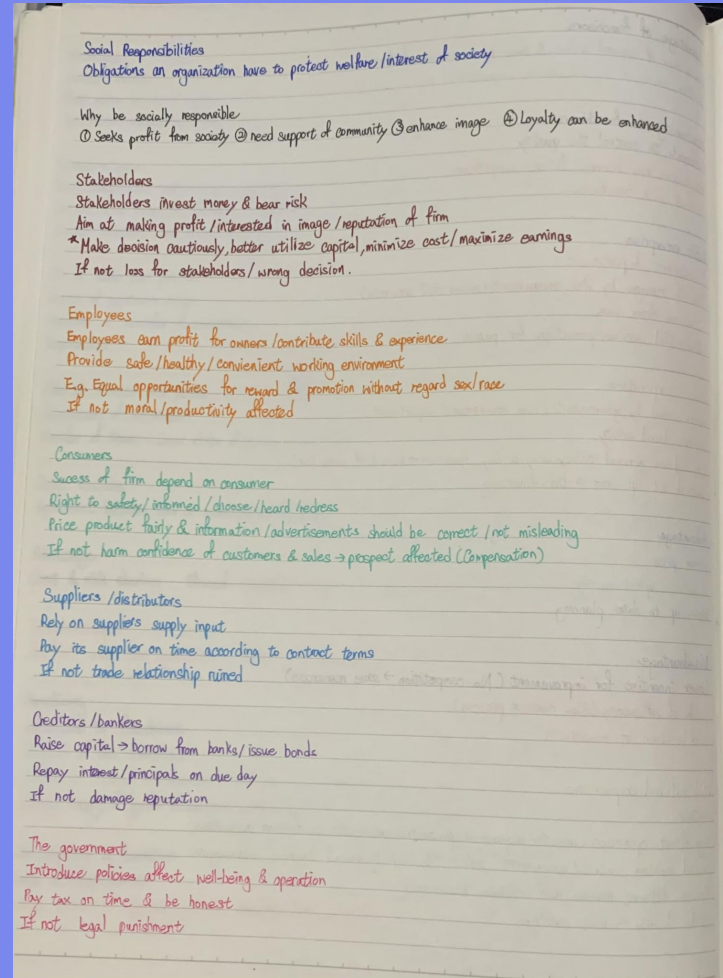 Social Responsibilities
Obligations an organization have to protect welfare/interest of society
Why be socially responsible
① Seeks profit from society ② need support of community ③ enhance image ④ Loyalty can be enhanced
Stakeholders
Stakeholders invest money & bear risk
Aim at making profit/interested in image/reputation of firm
*Make decision cautiously, better utilize capital, minimize cost/maximize earnings
If not loss for stakeholders/wrong decision.
Employees
Employees earn profit for owners/contribute skills & experience
Provide safe/healthy/convienient working environment
E.g. Equal opportunities for reward & promotion without regard sex/race
If not moral/productivity affected
Consumers
Sucess of firm depend on consumer
Right to safety/informed/choose/heard/redress
Price product fairly & information/advertisements should be correct/not misleading
If not harm confidence of customers & sales → prospect affected (Compensation)
Suppliers/distributors
Rely on suppliers supply input
Pay its supplier on time according to contract terms
If not trade relationship ruined
Creditors/bankers
Raise capital → borrow from banks/issue bonds
Repay interest/principals on due day
If not damage reputation
The government
Introduce policies affect well-being & operation
Pay tax on time & be honest
If not legal punishment